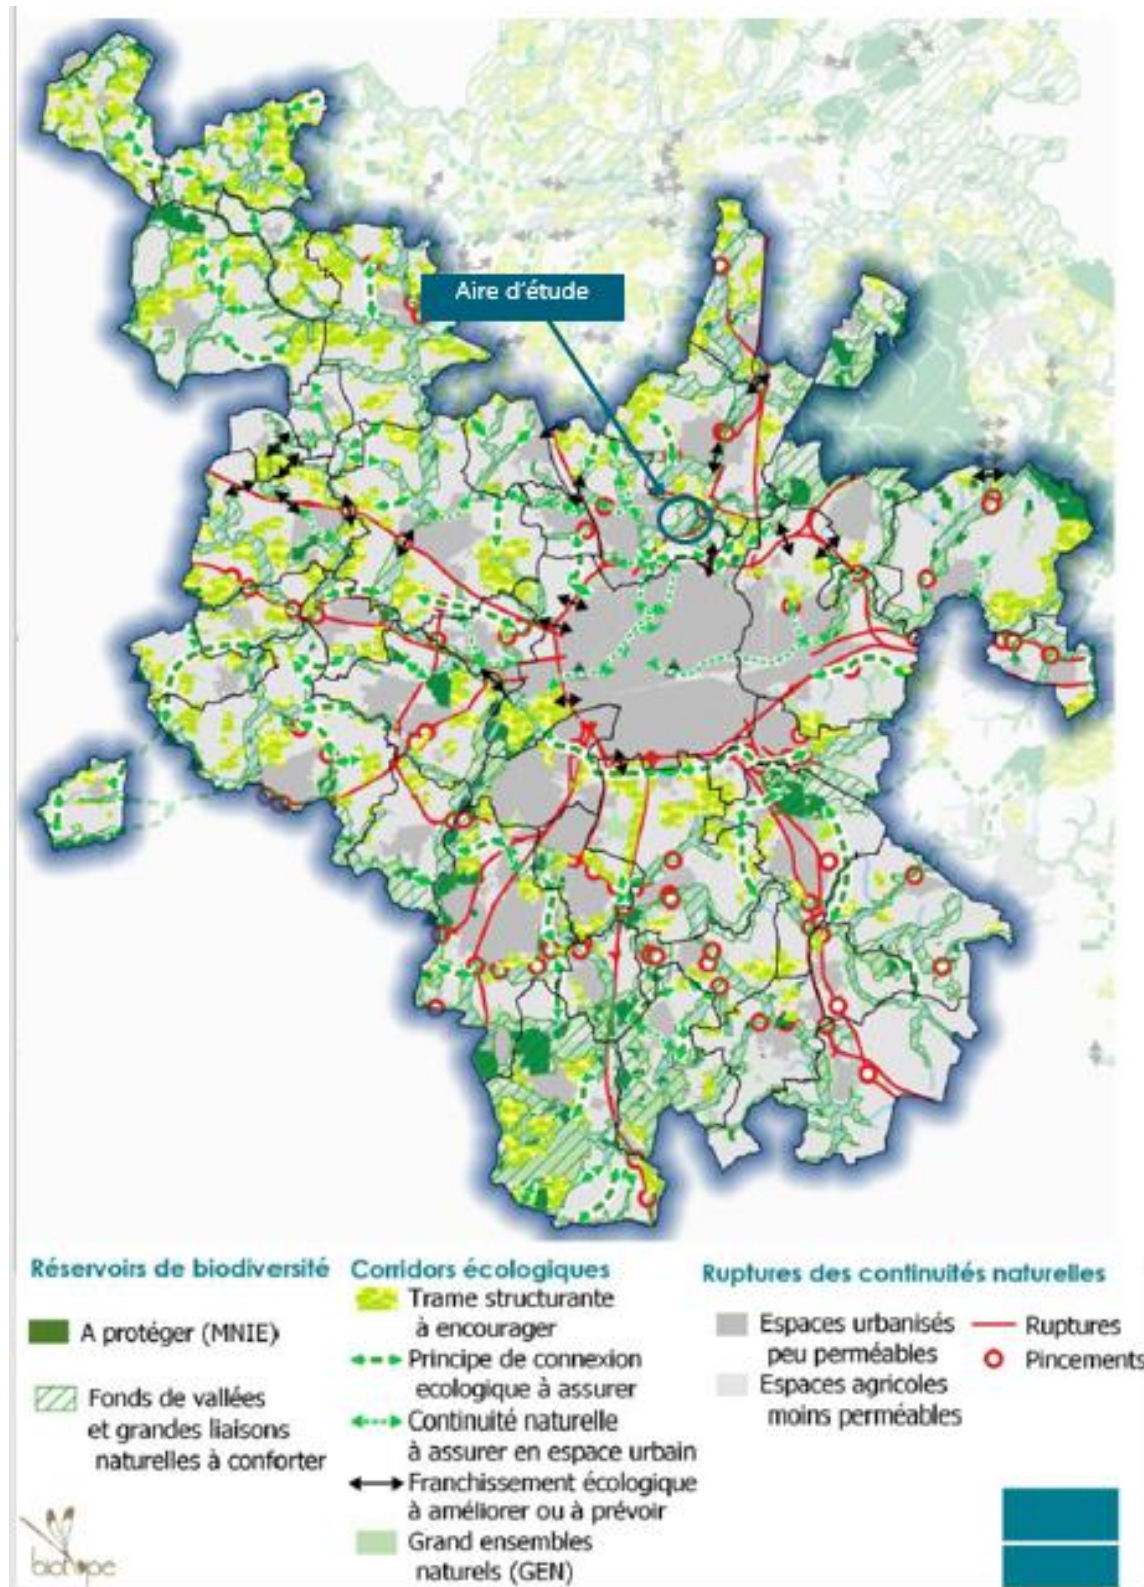 Aire d'étude
Réservoirs de biodiversité
A protéger (MNIE)
Fonds de vallées
et grandes liaisons
naturelles à conforter
Corridors écologiques
Trame structurante
à encourager
Principe de connexion
ecologique à assurer
Continuité naturelle
à assurer en espace urbain
Franchissement écologique
à améliorer ou à prévoir
Grand ensembles
naturels (GEN)
Ruptures des continuités naturelles
Espaces urbanisés
peu perméables
Espaces agricoles
moins perméables
Ruptures
Pincements
biotope